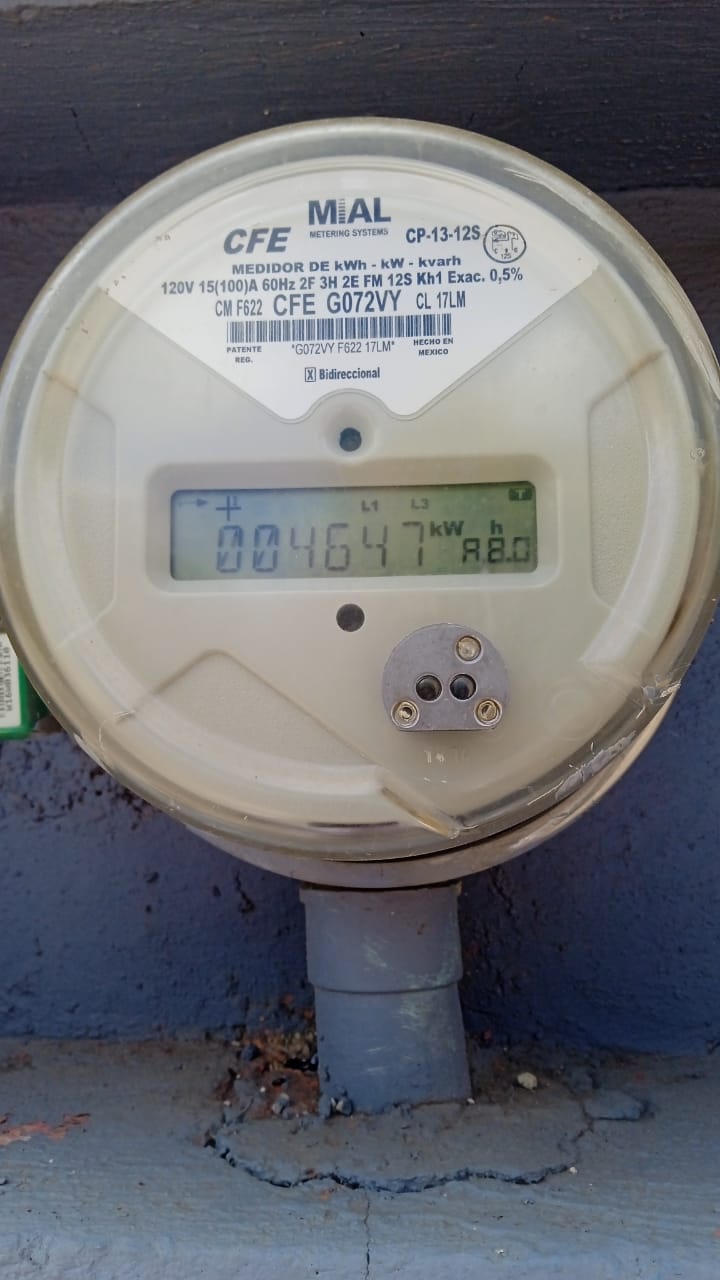 MIAL
METERING SYSTEMS
CFE
CP-13-12S
MEDIDOR DE kWh - kW - kvarh
120V 15(100)A 60Hz 2F 3H 2E FM 12S Kh1 Exac. 0,5%
CM F622 CFE G072VY CL 17LM
PATENTE REG.
*G072VY F622 17LM*
HECHO EN MEXICO
X Bidireccional
L1 L3 T
004647 kW h A8.0